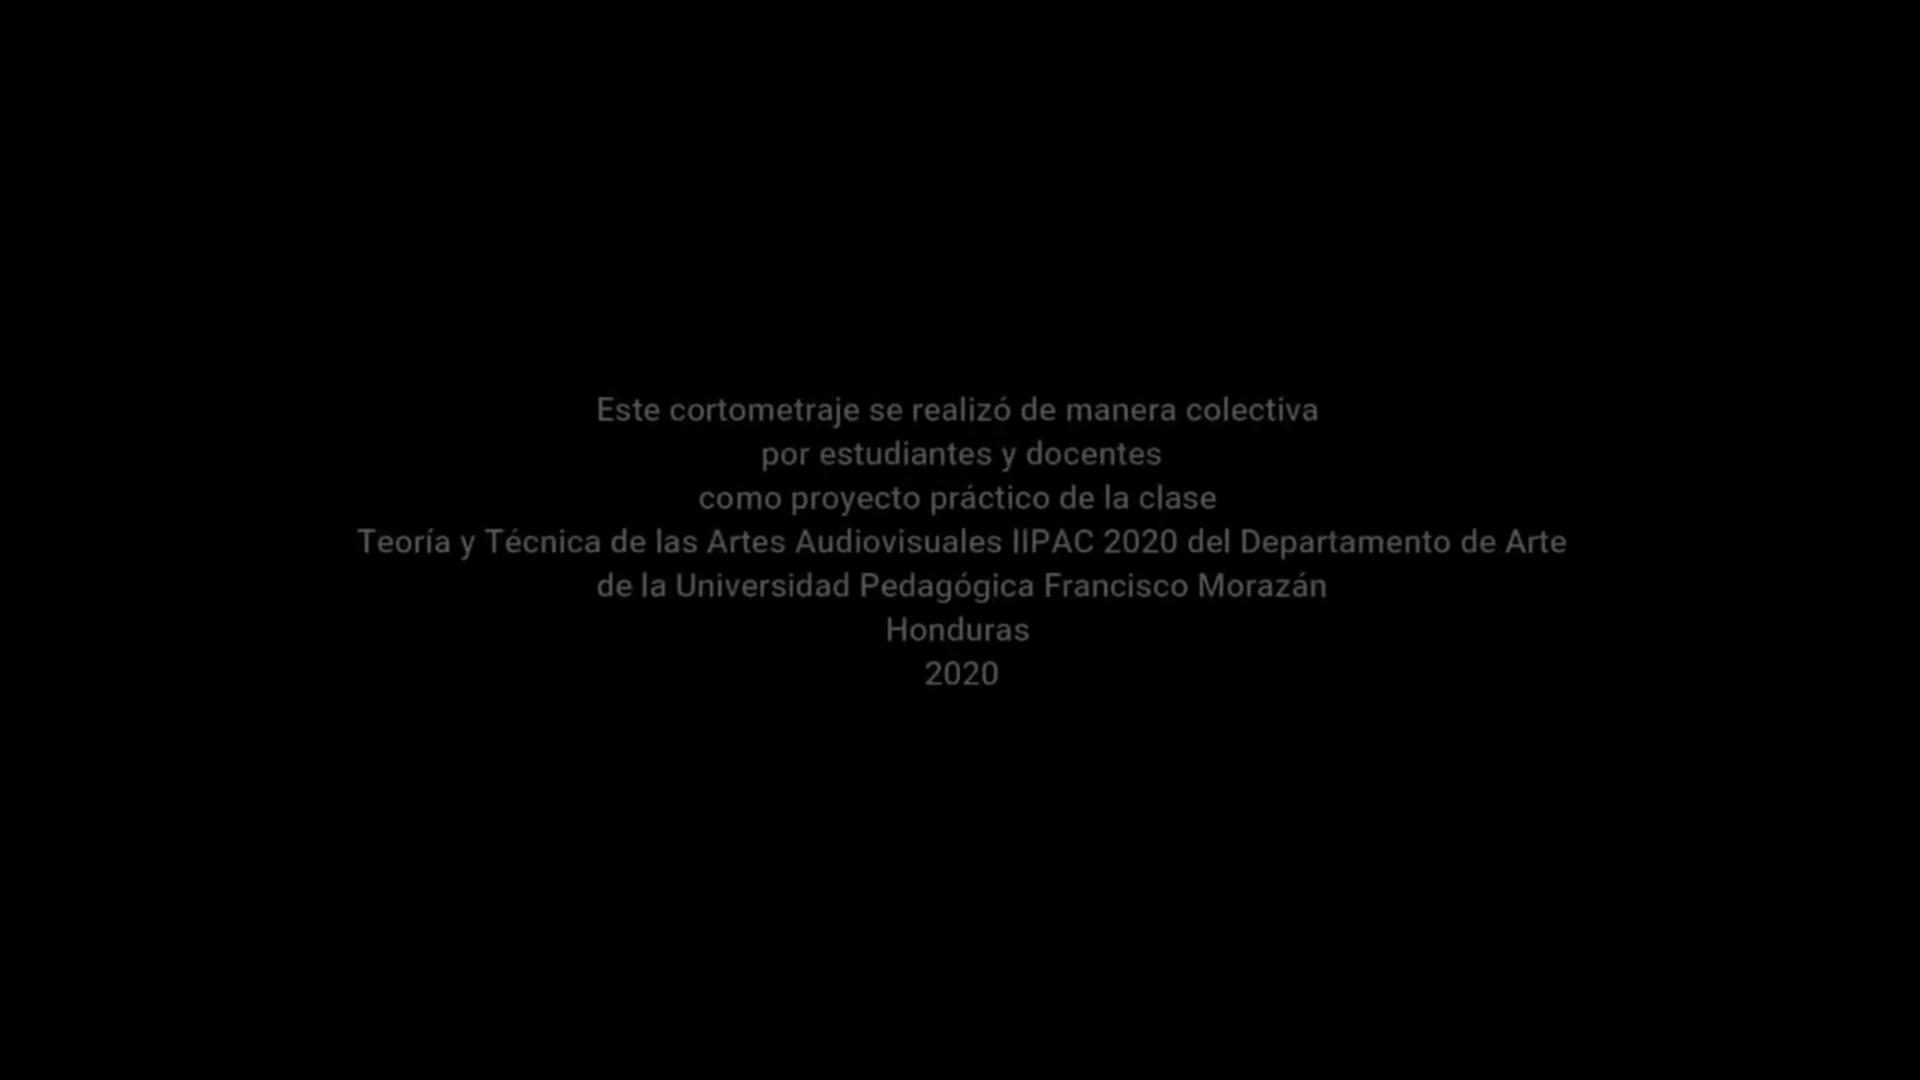 Este cortometraje se realizó de manera colectiva
por estudiantes y docentes
como proyecto práctico de la clase
Teoría y Técnica de las Artes Audiovisuales IIPAC 2020 del Departamento de Arte
de la Universidad Pedagógica Francisco Morazán
Honduras
2020